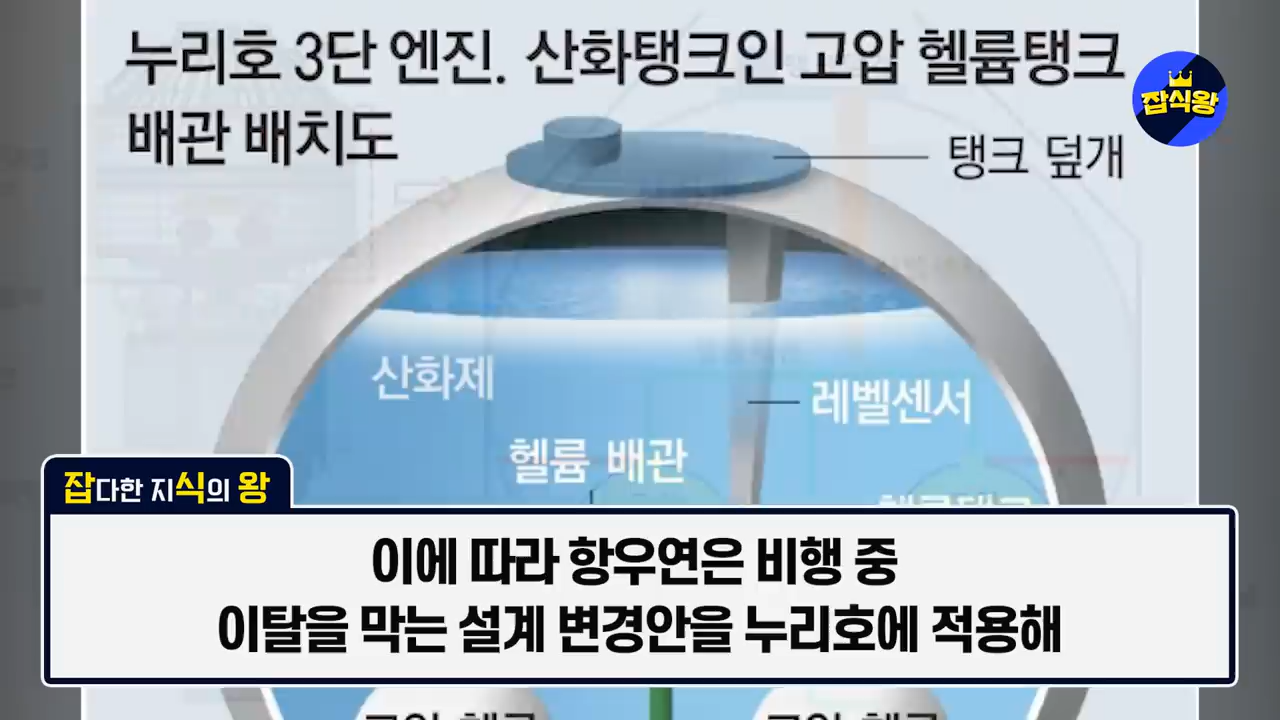 누리호 3단 엔진. 산화탱크인 고압 헬륨탱크
배관 배치도
잡식왕
탱크 덮개
산화제
레벨센서
헬륨 배관
잡다한 지식의 왕
이에 따라 항우연은 비행 중
이탈을 막는 설계 변경안을 누리호에 적용해